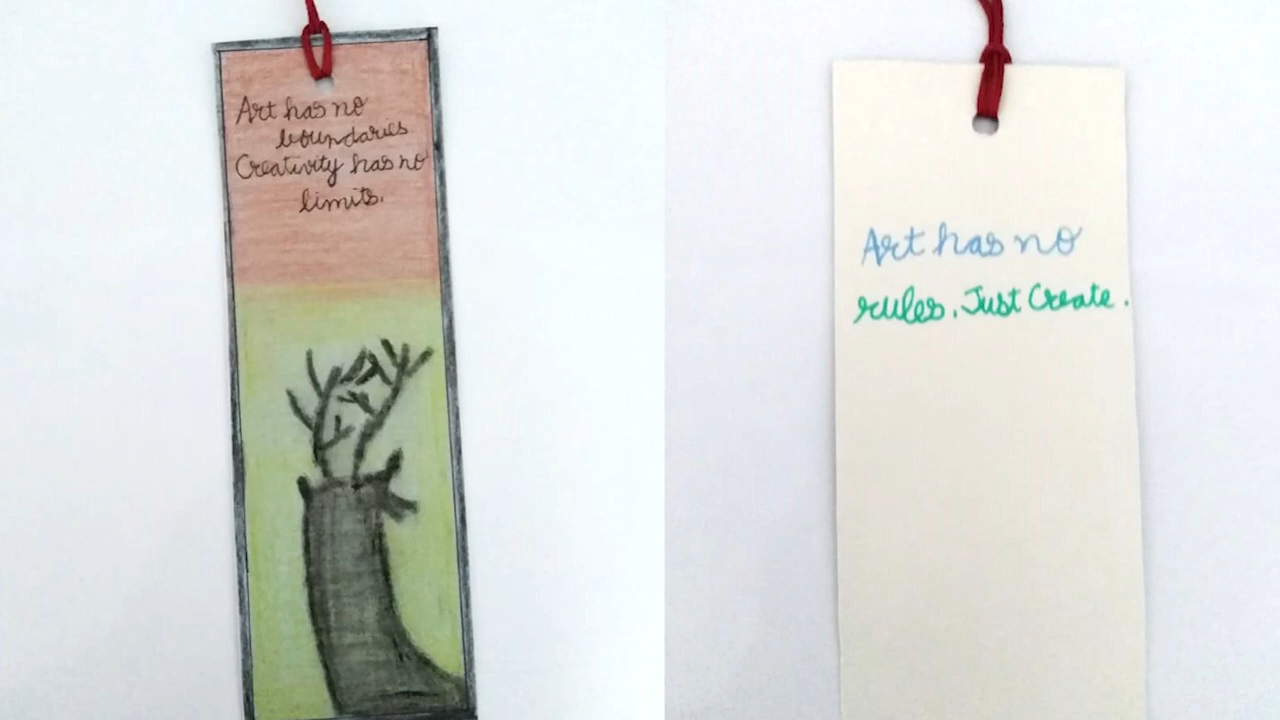 Art has no
boundaries
Creativity has no
limits.
Art has no
rules. Just Create.